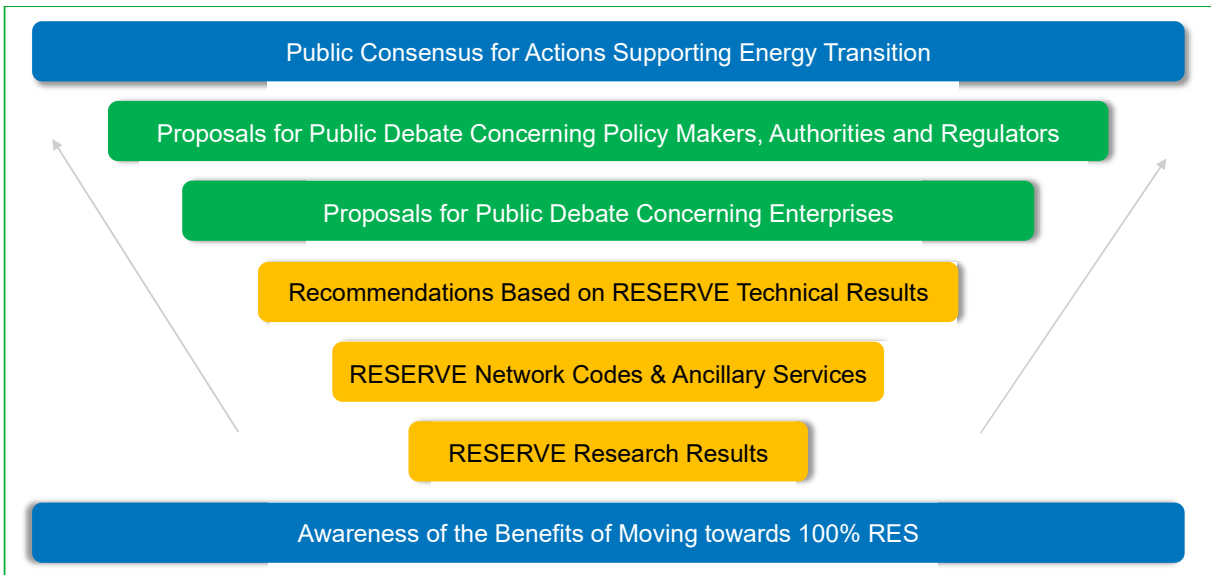 Public Consensus for Actions Supporting Energy Transition
Proposals for Public Debate Concerning Policy Makers, Authorities and Regulators
Proposals for Public Debate Concerning Enterprises
Recommendations Based on RESERVE Technical Results
RESERVE Network Codes & Ancillary Services
RESERVE Research Results
Awareness of the Benefits of Moving towards 100% RES